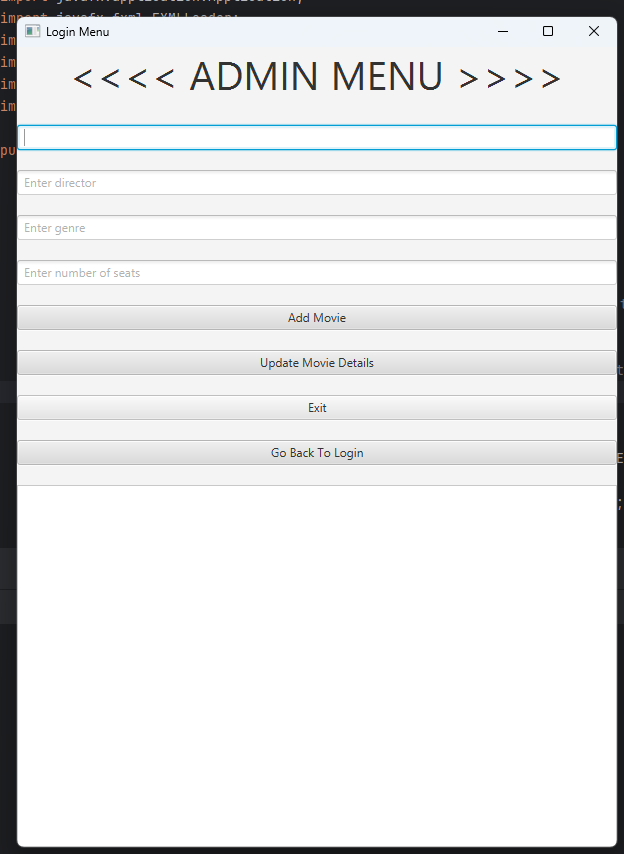 import javafx.application.Application;
import javafx.fxml.FXMLLoader;
Login Menu
im
<<<< ADMIN MENU >>>>
im
im
im
pu
Enter director
Enter genre
Enter number of seats
Add Movie
Update Movie Details
Exit
Go Back To Login
E
;